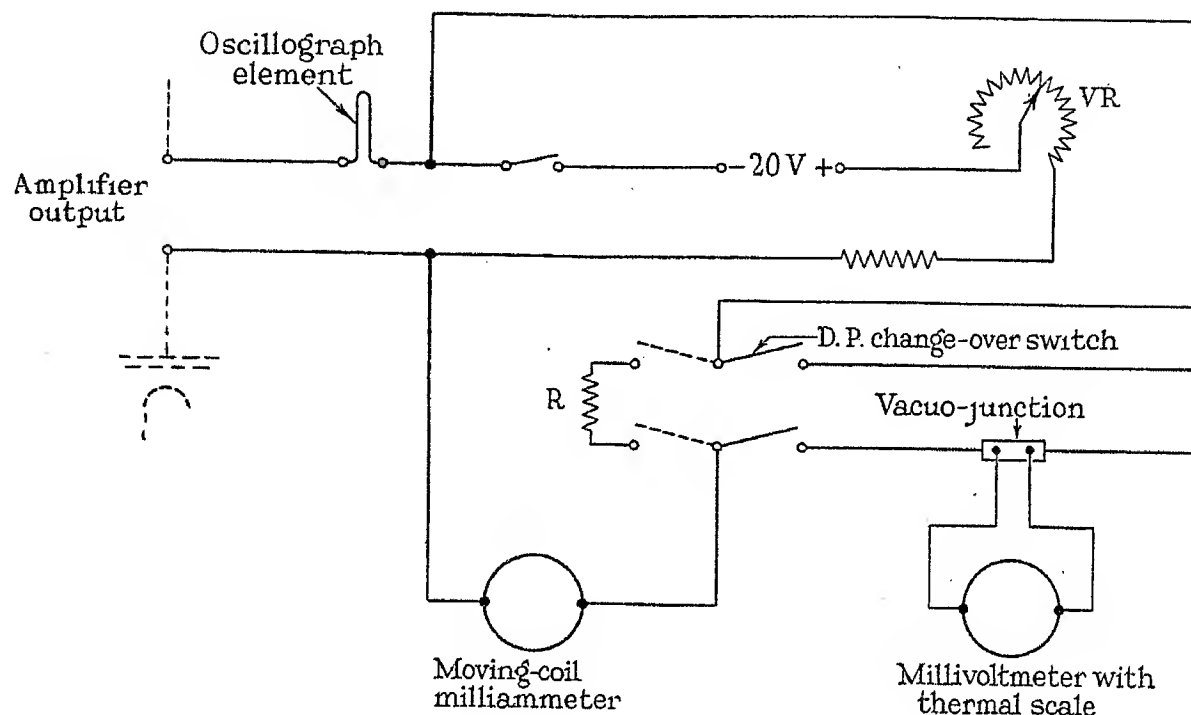 Oscillograph
element
VR
- 20 V +
Amplifier
output
D. P. change-over switch
R
Vacuo-junction
Moving-coil
milliammeter
Millivoltmeter with
thermal scale